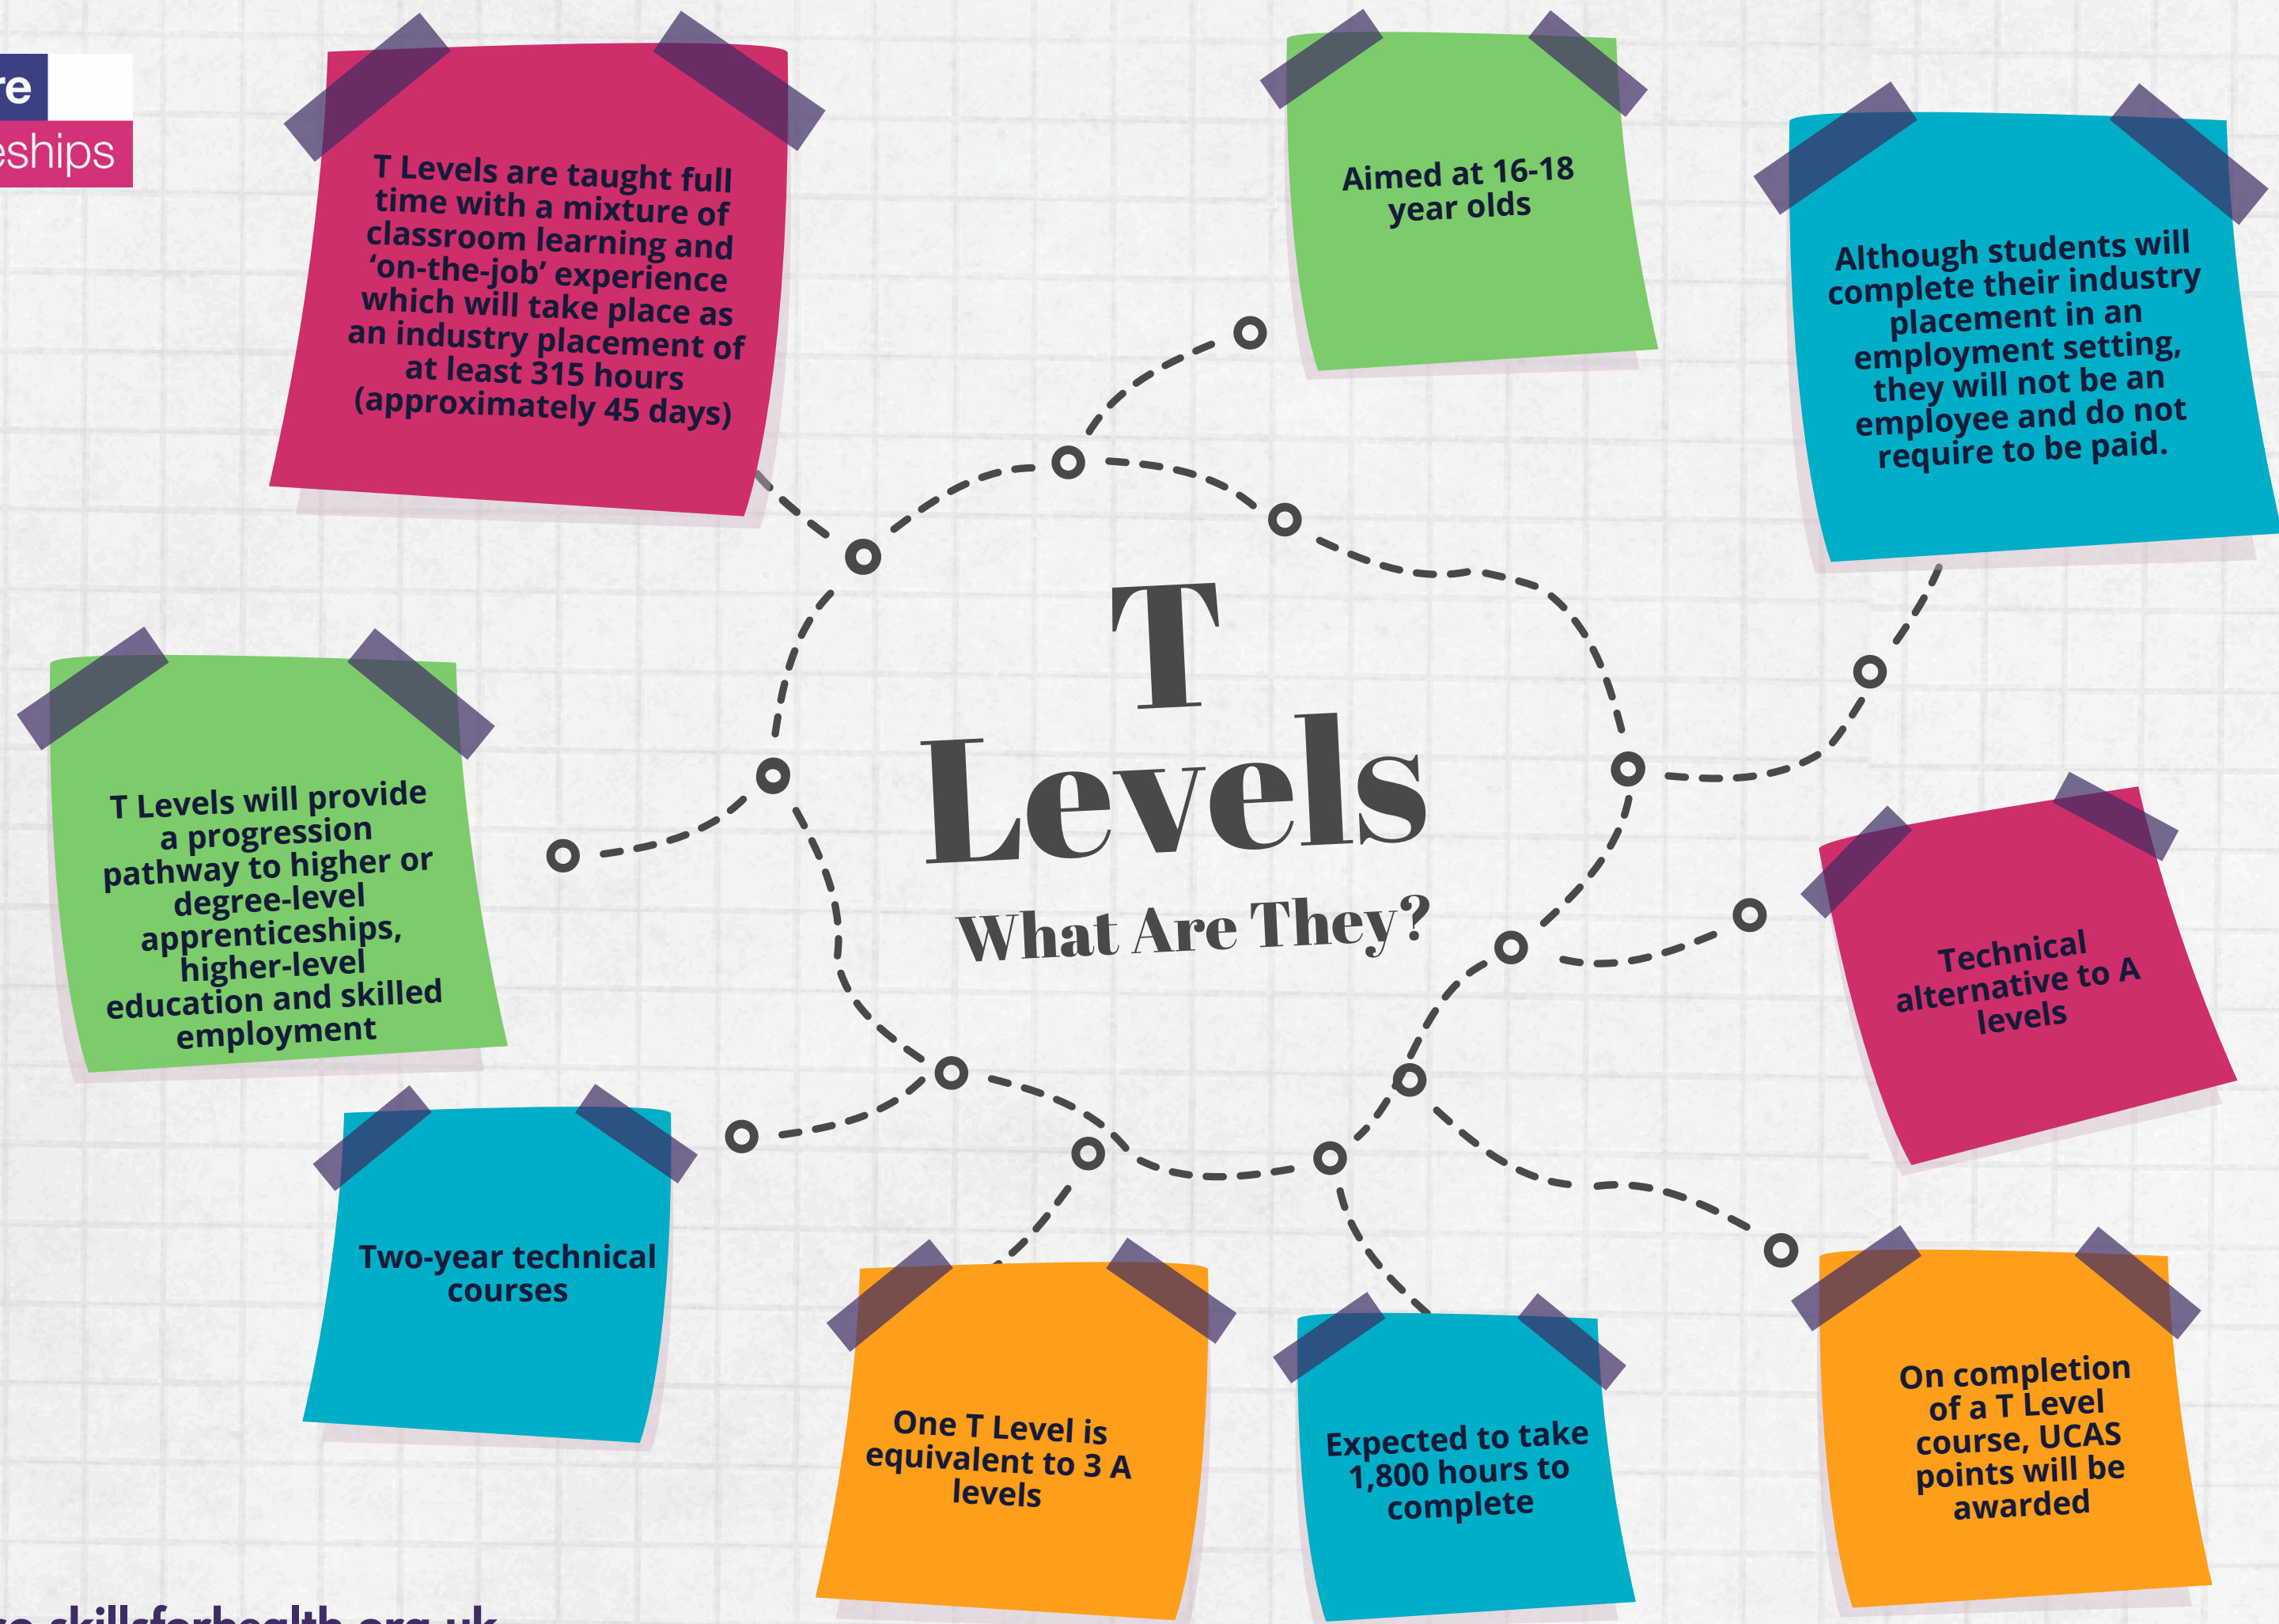 T Levels are taught full
time with a mixture of
classroom learning and
‘on-the-job’ experience
which will take place as
an industry placement of
at least 315 hours
(approximately 45 days)
Aimed at 16-18
year olds
Although students will
complete their industry
placement in an
employment setting,
they will not be an
employee and do not
require to be paid.
T
Levels
What Are They?
T Levels will provide
a progression
pathway to higher or
degree-level
apprenticeships,
higher-level
education and skilled
employment
Technical
alternative to A
levels
Two-year technical
courses
One T Level is
equivalent to 3 A
levels
Expected to take
1,800 hours to
complete
On completion
of a T Level
course, UCAS
points will be
awarded
skillsforhealth.org.uk